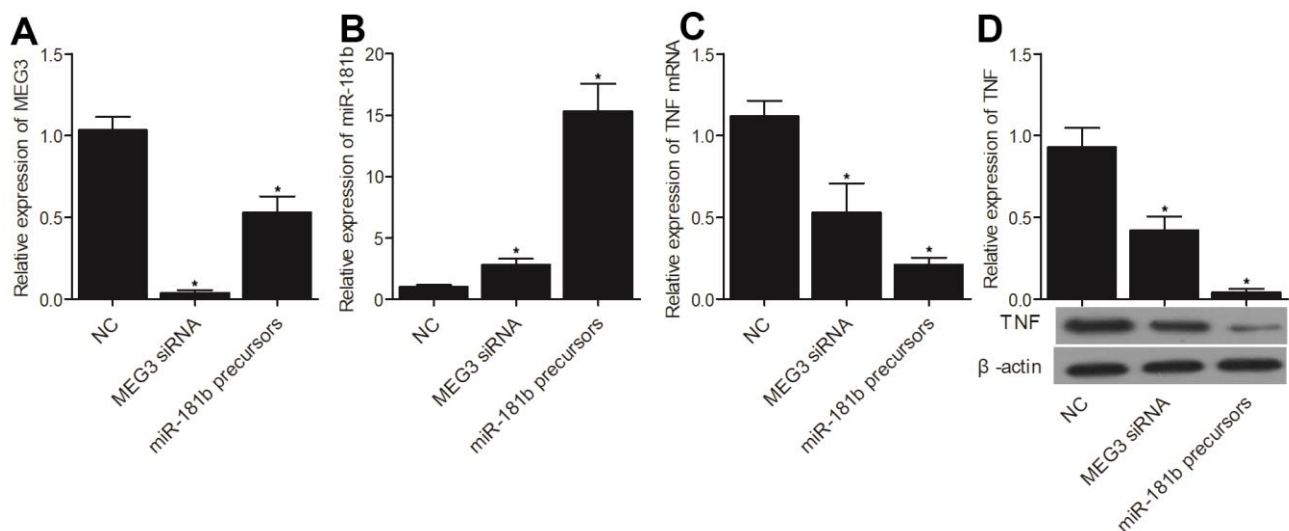 A
Relative expression of MEG3
1.5
1.0
0.5
0.0
NC
MEG3 siRNA
miR-181b precursors
*
*
B
Relative expression of miR-181b
20
15
10
5
0
NC
MEG3 siRNA
miR-181b precursors
*
*
C
Relative expression of TNF mRNA
1.5
1.0
0.5
0.0
NC
MEG3 siRNA
miR-181b precursors
*
*
D
Relative expression of TNF
1.5
1.0
0.5
0.0
*
*
TNF
β -actin
NC
MEG3 siRNA
miR-181b precursors